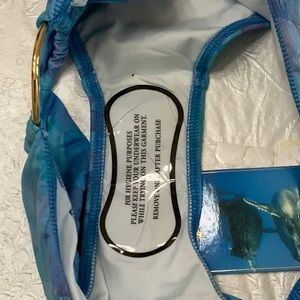 FOR HYGIENE PURPOSES
PLEASE KEEP YOUR UNDERWEAR ON
WHILE TRYING ON THIS GARMENT.
REMOVE LINER AFTER PURCHASE